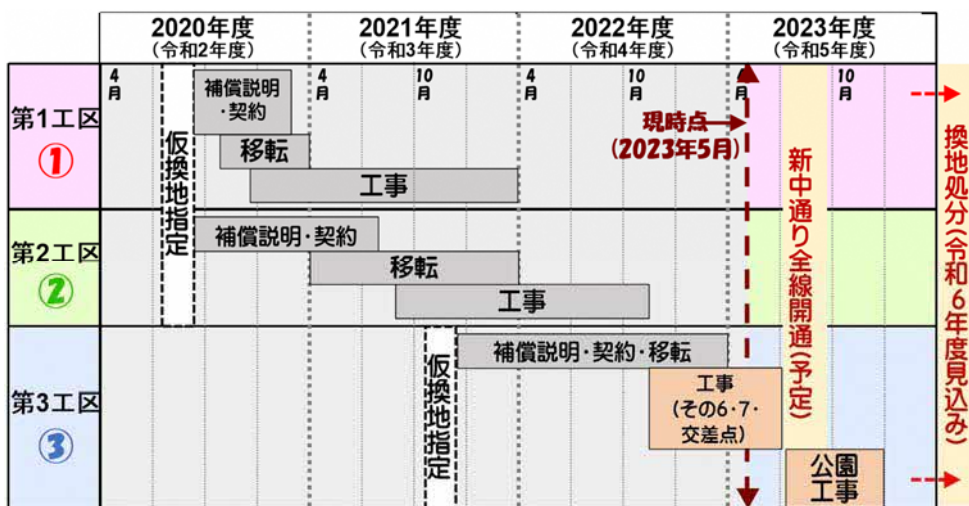 2020年度
(令和2年度)
2021年度
(令和3年度)
2022年度
(令和4年度)
2023年度
(令和5年度)
4月
4月
10月
4月
10月
4月
10月
第1工区
①
仮換地指定
補償説明
・契約
移転
工事
現時点
(2023年5月)
第2工区
②
補償説明・契約
移転
工事
第3工区
③
仮換地指定
補償説明・契約・移転
工事
(その6・7・
交差点)
公園
工事
新中通り全線開通(予定)
換地処分(令和6年度見込み)